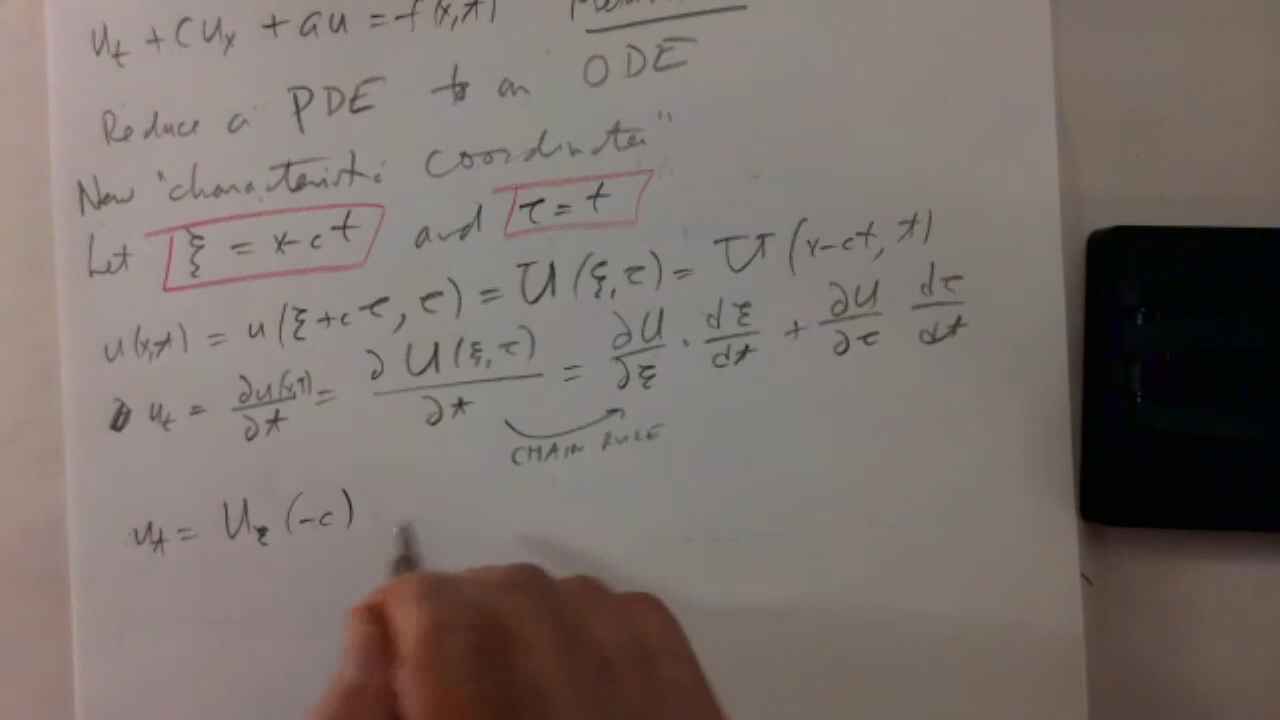 u_t + cu_x + au = f(x,t)
Reduce a PDE to an ODE
New "characteristic coordinates"
Let ξ = x-ct and τ = t
u(x,t) = u(ξ+cτ, τ) = U(ξ,τ) = U(x-ct, t)
u_t = ∂u(x,t)/∂t = ∂U(ξ,τ)/∂t = ∂U/∂ξ · dξ/dt + ∂U/∂τ dτ/dt
CHAIN RULE
u_t = U_ξ (-c)